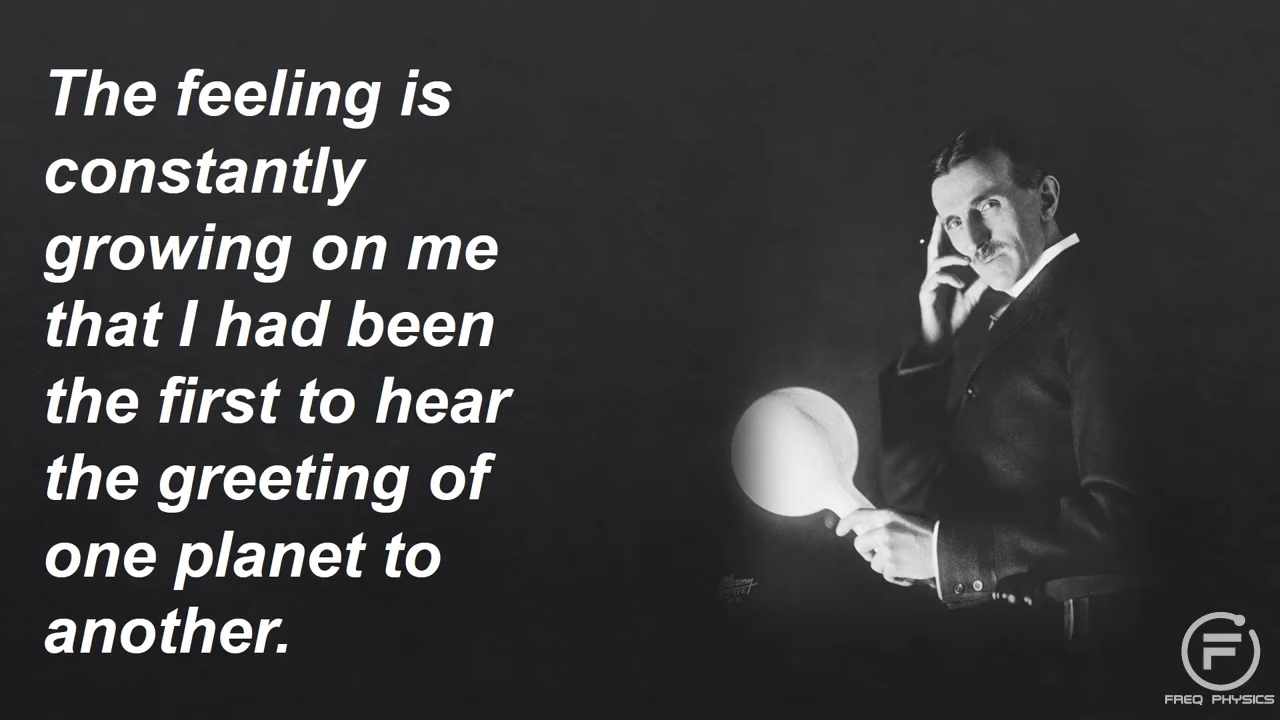 The feeling is
constantly
growing on me
that I had been
the first to hear
the greeting of
one planet to
another.
FREQ PHYSICS